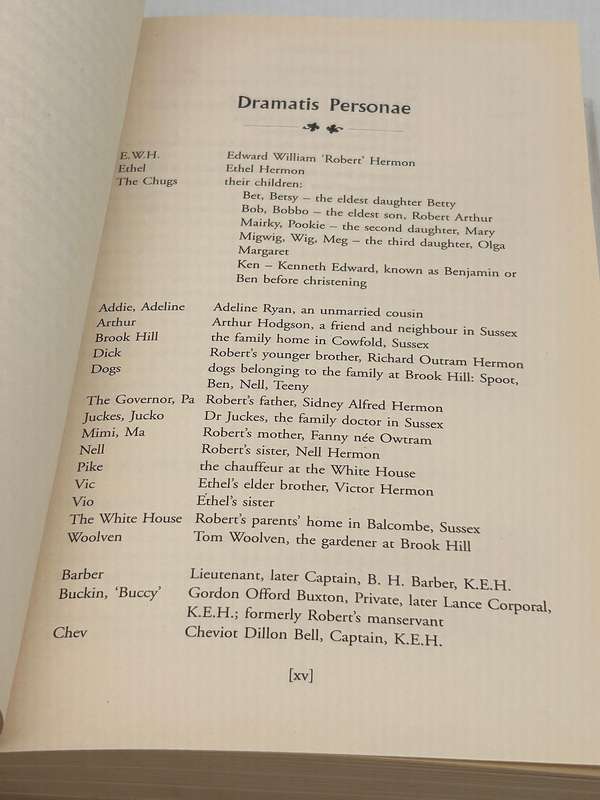 Dramatis Personae
E.W.H. Edward William 'Robert' Hermon
Ethel Ethel Hermon
The Chugs their children:
Bet, Betsy – the eldest daughter Betty
Bob, Bobbo – the eldest son, Robert Arthur
Mairky, Pookie – the second daughter, Mary
Migwig, Wig, Meg – the third daughter, Olga
Margaret
Ken – Kenneth Edward, known as Benjamin or
Ben before christening
Addie, Adeline Adeline Ryan, an unmarried cousin
Arthur Arthur Hodgson, a friend and neighbour in Sussex
Brook Hill the family home in Cowfold, Sussex
Dick Robert's younger brother, Richard Outram Hermon
Dogs dogs belonging to the family at Brook Hill: Spoot,
Ben, Nell, Teeny
The Governor, Pa Robert's father, Sidney Alfred Hermon
Juckes, Jucko Dr Juckes, the family doctor in Sussex
Mimi, Ma Robert's mother, Fanny née Owtram
Nell Robert's sister, Nell Hermon
Pike the chauffeur at the White House
Vic Ethel's elder brother, Victor Hermon
Vio Ethel's sister
The White House Robert's parents' home in Balcombe, Sussex
Woolven Tom Woolven, the gardener at Brook Hill
Barber Lieutenant, later Captain, B. H. Barber, K.E.H.
Buckin, 'Buccy' Gordon Offord Buxton, Private, later Lance Corporal,
K.E.H.; formerly Robert's manservant
Chev Cheviot Dillon Bell, Captain, K.E.H.
[xv]